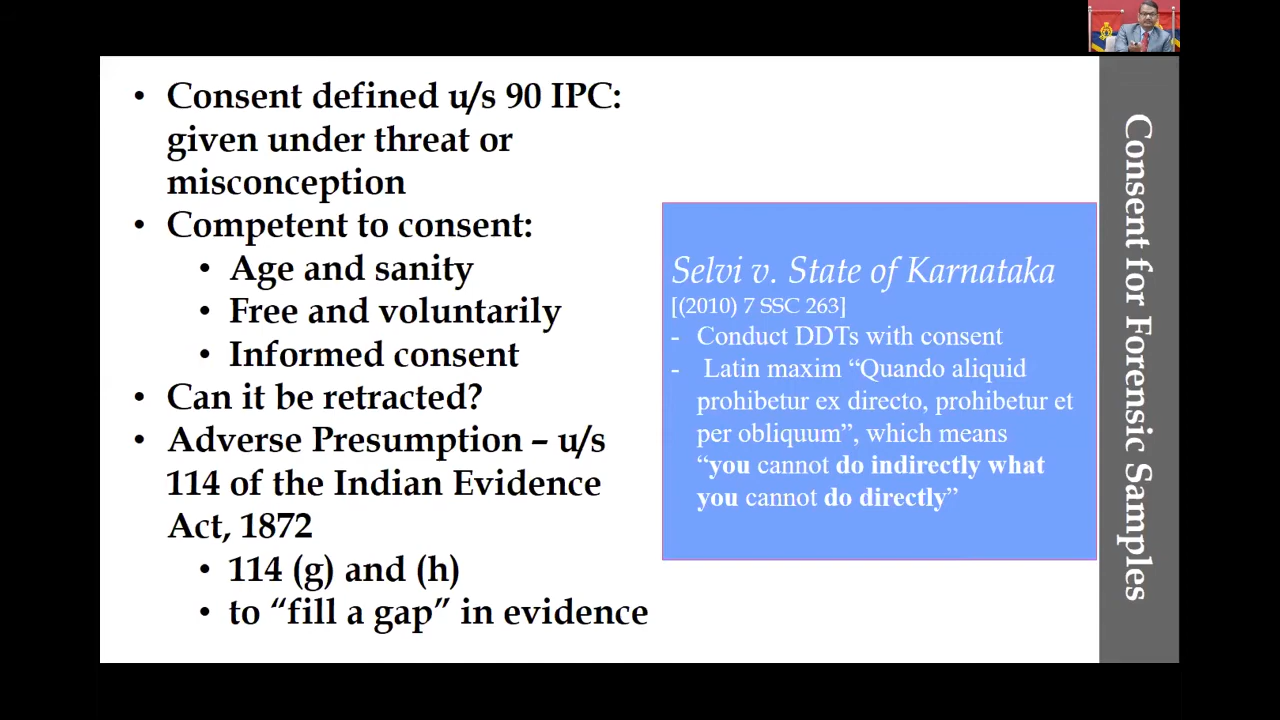 • Consent defined u/s 90 IPC:
given under threat or
misconception
• Competent to consent:
• Age and sanity
• Free and voluntarily
• Informed consent
• Can it be retracted?
• Adverse Presumption – u/s
114 of the Indian Evidence
Act, 1872
• 114 (g) and (h)
• to “fill a gap” in evidence
Selvi v. State of Karnataka
[(2010) 7 SSC 263]
- Conduct DDTs with consent
- Latin maxim “Quando aliquid
prohibetur ex directo, prohibetur et
per obliquum”, which means
“you cannot do indirectly what
you cannot do directly”
Consent for Forensic Samples